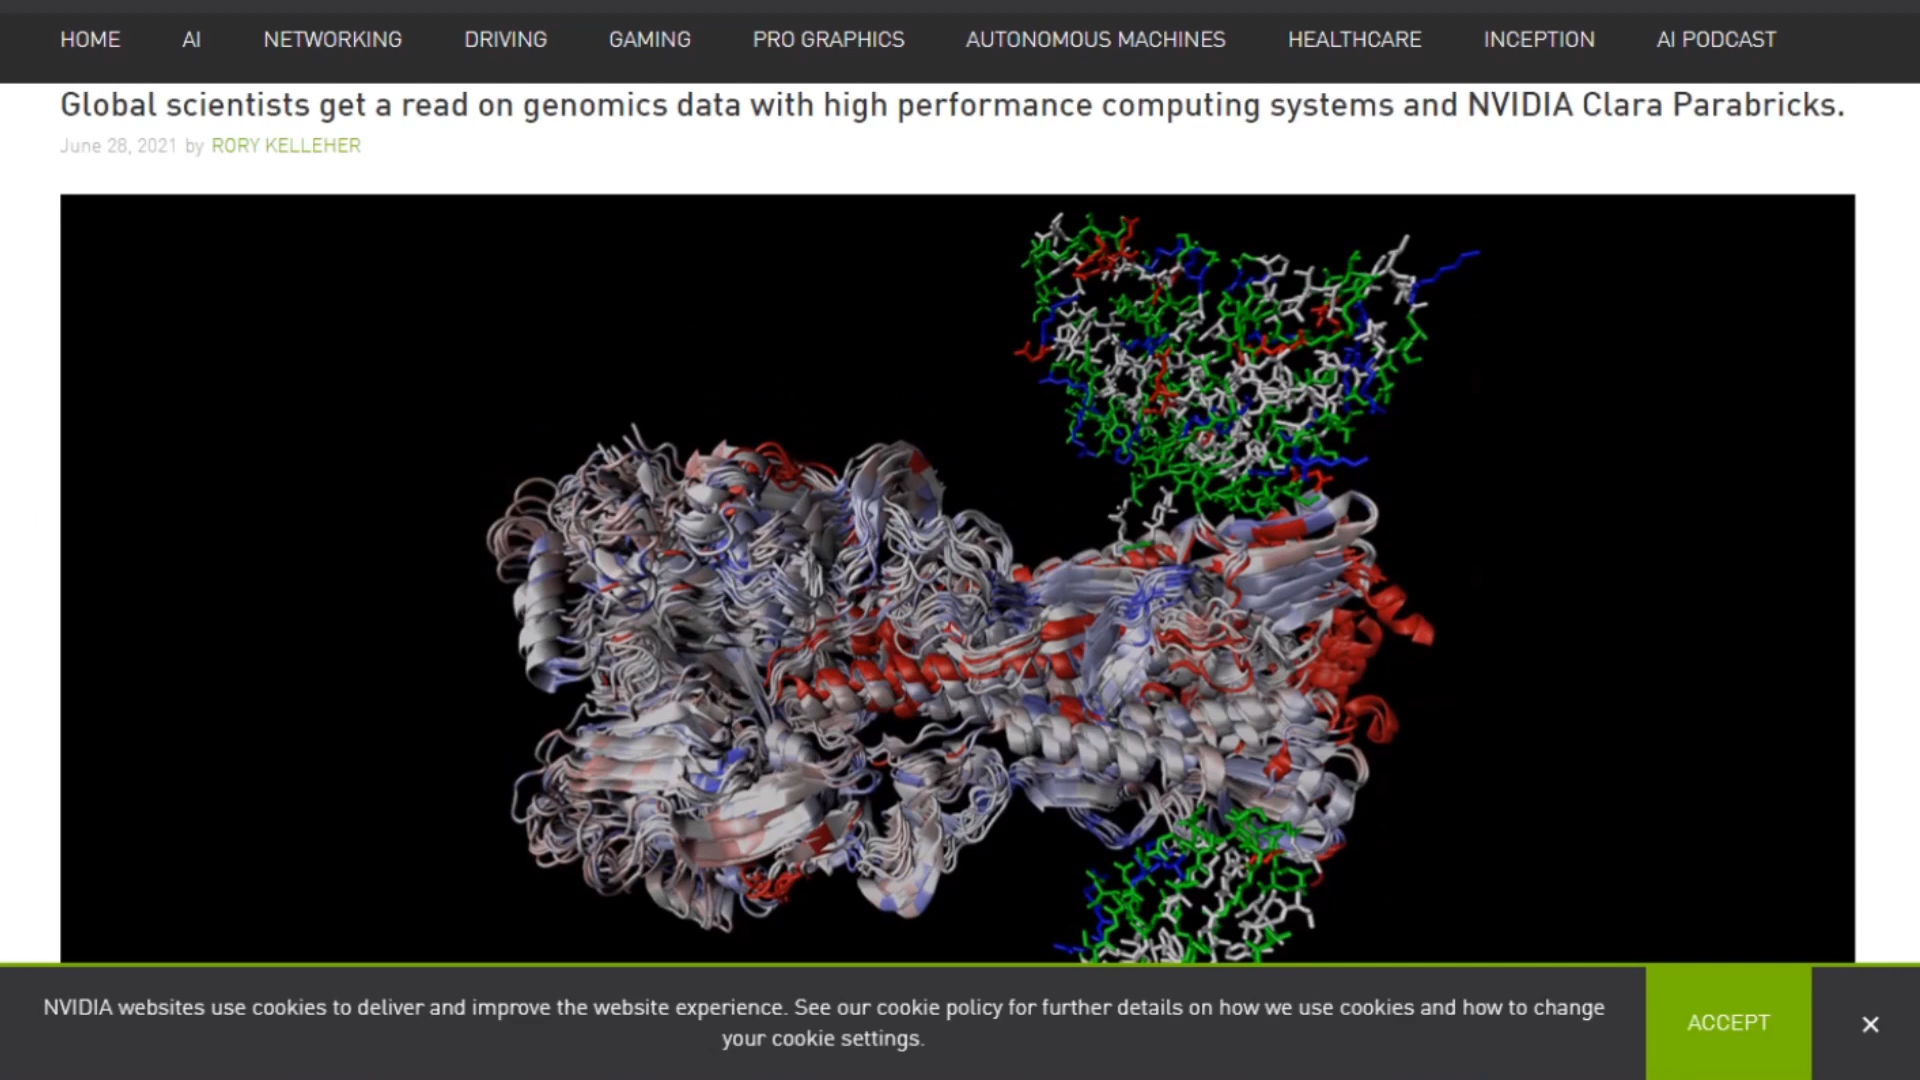 HOME AI NETWORKING DRIVING GAMING PRO GRAPHICS AUTONOMOUS MACHINES HEALTHCARE INCEPTION AI PODCAST
Global scientists get a read on genomics data with high performance computing systems and NVIDIA Clara Parabricks.
June 28, 2021 by RORY KELLEHER
NVIDIA websites use cookies to deliver and improve the website experience. See our cookie policy for further details on how we use cookies and how to change
your cookie settings.
ACCEPT
×